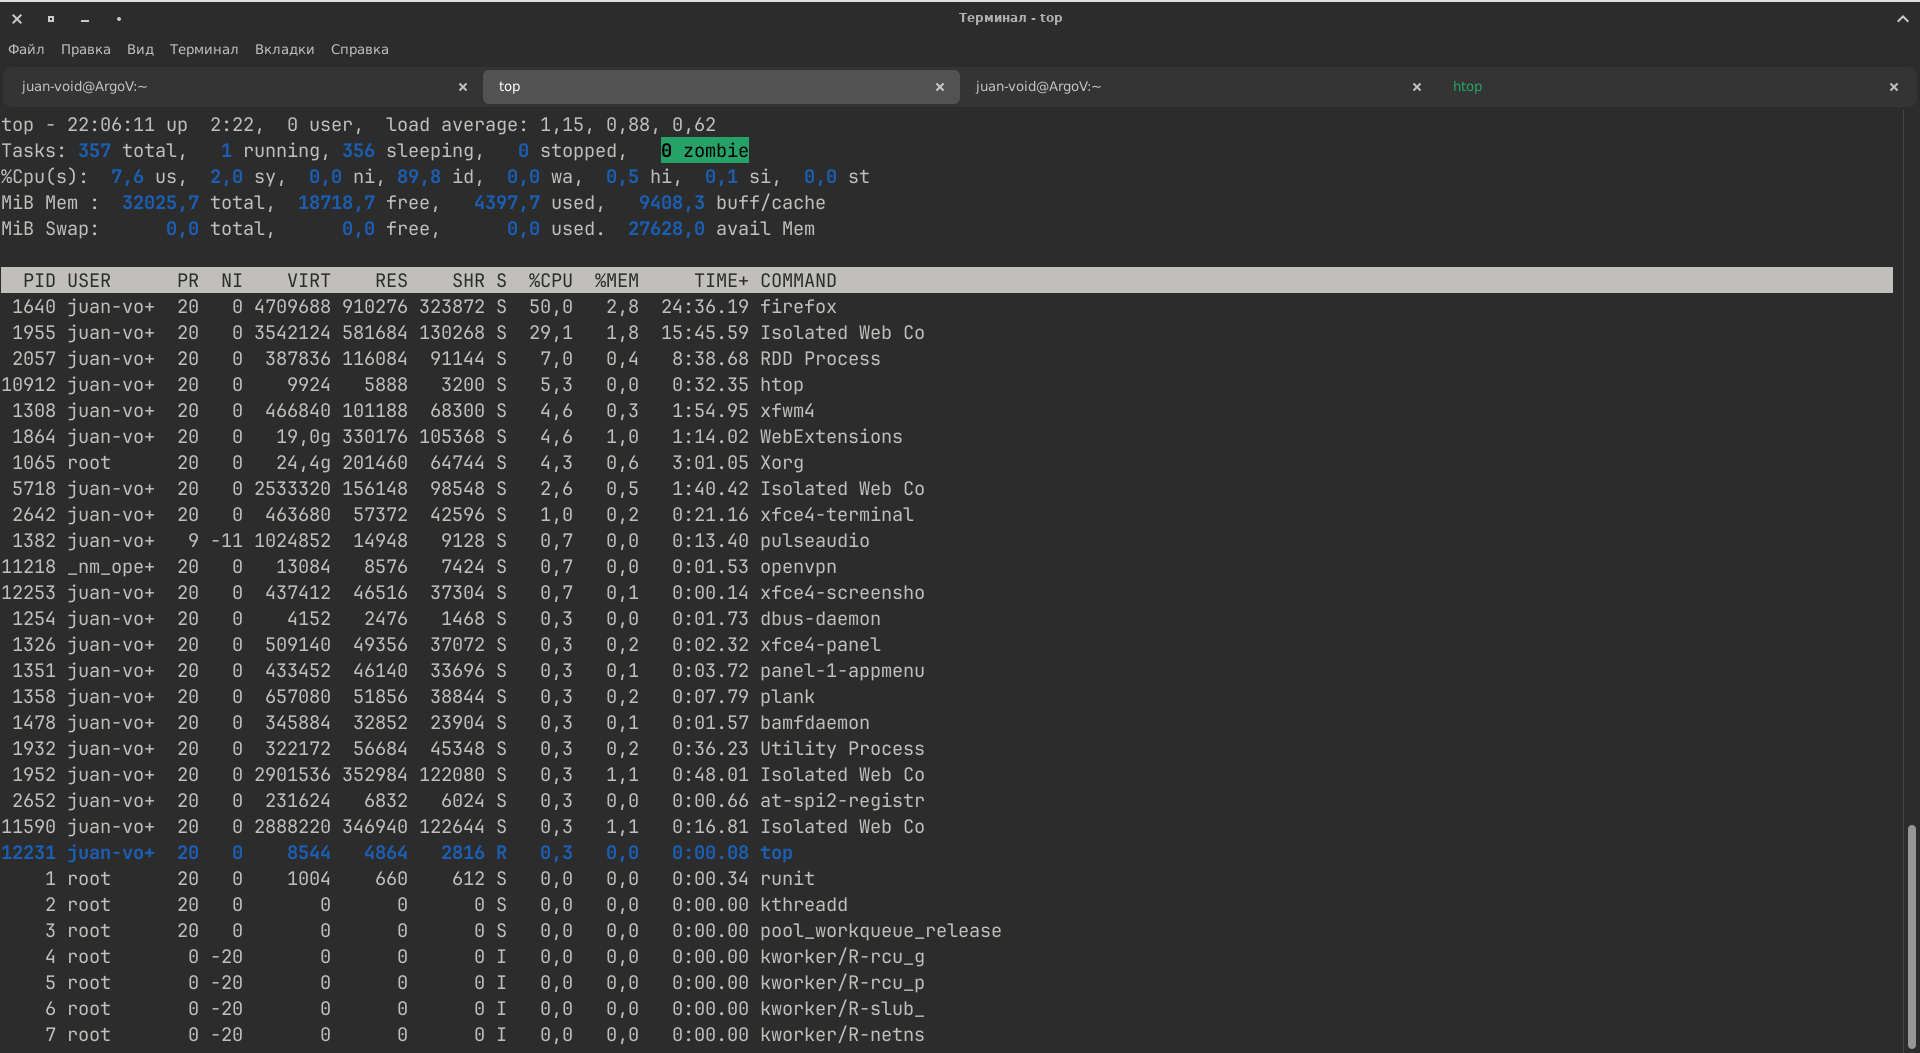 Терминал - top
Файл Правка Вид Терминал Вкладки Справка
juan-void@ArgoV:~ top juan-void@ArgoV:~ htop
top - 22:06:11 up  2:22,  0 user,  load average: 1,15, 0,88, 0,62
Tasks: 357 total,   1 running, 356 sleeping,   0 stopped,   0 zombie
%Cpu(s):  7,6 us,  2,0 sy,  0,0 ni, 89,8 id,  0,0 wa,  0,5 hi,  0,1 si,  0,0 st
MiB Mem :  32025,7 total,  18718,7 free,   4397,7 used,   9408,3 buff/cache
MiB Swap:      0,0 total,      0,0 free,      0,0 used.  27628,0 avail Mem
PID USER      PR  NI    VIRT    RES    SHR S  %CPU  %MEM     TIME+ COMMAND
1640 juan-vo+  20   0 4709688 910276 323872 S  50,0   2,8  24:36.19 firefox
1955 juan-vo+  20   0 3542124 581684 130268 S  29,1   1,8  15:45.59 Isolated Web Co
2057 juan-vo+  20   0  387836 116084  91144 S   7,0   0,4   8:38.68 RDD Process
10912 juan-vo+  20   0    9924   5888   3200 S   5,3   0,0   0:32.35 htop
1308 juan-vo+  20   0  466840 101188  68300 S   4,6   0,3   1:54.95 xfwm4
1864 juan-vo+  20   0   19,0g 330176 105368 S   4,6   1,0   1:14.02 WebExtensions
1065 root      20   0   24,4g 201460  64744 S   4,3   0,6   3:01.05 Xorg
5718 juan-vo+  20   0 2533320 156148  98548 S   2,6   0,5   1:40.42 Isolated Web Co
2642 juan-vo+  20   0  463680  57372  42596 S   1,0   0,2   0:21.16 xfce4-terminal
1382 juan-vo+   9 -11 1024852  14948   9128 S   0,7   0,0   0:13.40 pulseaudio
11218 _nm_ope+  20   0   13084   8576   7424 S   0,7   0,0   0:01.53 openvpn
12253 juan-vo+  20   0  437412  46516  37304 S   0,7   0,1   0:00.14 xfce4-screensho
1254 juan-vo+  20   0    4152   2476   1468 S   0,3   0,0   0:01.73 dbus-daemon
1326 juan-vo+  20   0  509140  49356  37072 S   0,3   0,2   0:02.32 xfce4-panel
1351 juan-vo+  20   0  433452  46140  33696 S   0,3   0,1   0:03.72 panel-1-appmenu
1358 juan-vo+  20   0  657080  51856  38844 S   0,3   0,2   0:07.79 plank
1478 juan-vo+  20   0  345884  32852  23904 S   0,3   0,1   0:01.57 bamfdaemon
1932 juan-vo+  20   0  322172  56684  45348 S   0,3   0,2   0:36.23 Utility Process
1952 juan-vo+  20   0 2901536 352984 122080 S   0,3   1,1   0:48.01 Isolated Web Co
2652 juan-vo+  20   0  231624   6832   6024 S   0,3   0,0   0:00.66 at-spi2-registr
11590 juan-vo+  20   0 2888220 346940 122644 S   0,3   1,1   0:16.81 Isolated Web Co
12231 juan-vo+  20   0    8544   4864   2816 R   0,3   0,0   0:00.08 top
1 root      20   0    1004    660    612 S   0,0   0,0   0:00.34 runit
2 root      20   0       0      0      0 S   0,0   0,0   0:00.00 kthreadd
3 root      20   0       0      0      0 S   0,0   0,0   0:00.00 pool_workqueue_release
4 root       0 -20       0      0      0 I   0,0   0,0   0:00.00 kworker/R-rcu_g
5 root       0 -20       0      0      0 I   0,0   0,0   0:00.00 kworker/R-rcu_p
6 root       0 -20       0      0      0 I   0,0   0,0   0:00.00 kworker/R-slub_
7 root       0 -20       0      0      0 I   0,0   0,0   0:00.00 kworker/R-netns